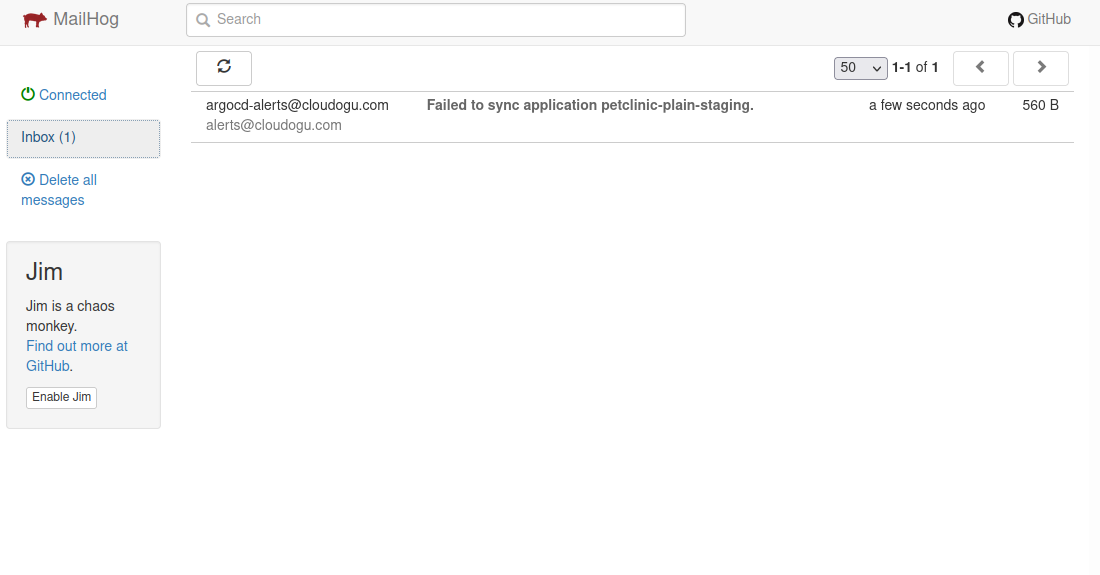 MailHog
Search
GitHub
50
1-1 of 1
Connected
Inbox (1)
Delete all
messages
argocd-alerts@cloudogu.com
Failed to sync application petclinic-plain-staging.
a few seconds ago
560 B
alerts@cloudogu.com
Jim
Jim is a chaos
monkey.
Find out more at
GitHub.
Enable Jim